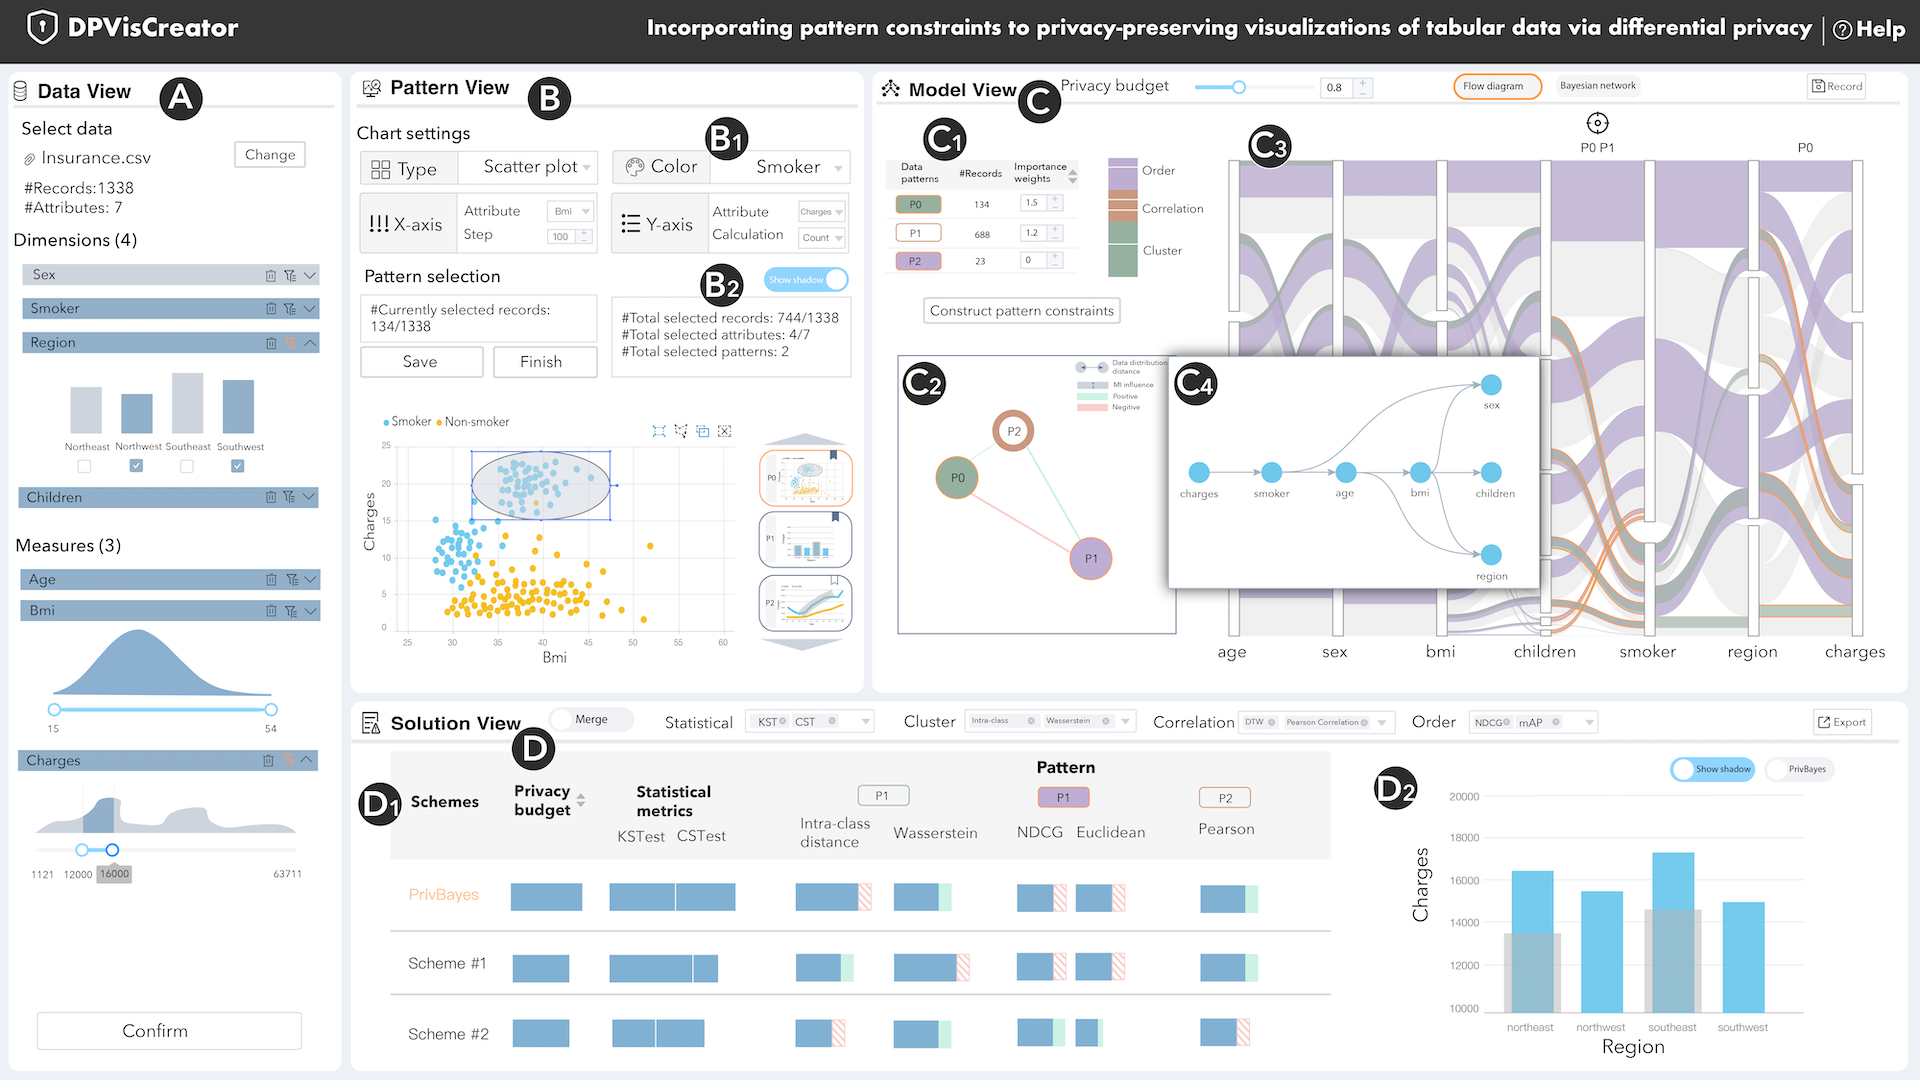 DPVisCreator
Incorporating pattern constraints to privacy-preserving visualizations of tabular data via differential privacy
Help
Data View
A
Select data
Insurance.csv
Change
#Records:1338
#Attributes: 7
Dimensions (4)
Sex
Smoker
Region
Northeast Northwest Southeast Southwest
Children
Measures (3)
Age
Bmi
15 54
Charges
1121 12000 16000 63711
Confirm
Pattern View
B
Chart settings
B1
Type Scatter plot
Color Smoker
X-axis
Attribute Bmi
Step 100
Y-axis
Attribute Charges
Calculation Count
Pattern selection
B2
Show shadow
#Currently selected records:
134/1338
Save Finish
#Total selected records: 744/1338
#Total selected attributes: 4/7
#Total selected patterns: 2
Smoker Non-smoker
25
20
15
10
5
0
Charges
25 30 35 40 45 50 55 60
Bmi
P0
P1
P2
Model View
C
Privacy budget 0.8
Flow diagram
Bayesian network
Record
C1
Data patterns #Records Importance weights
P0 134 1.5
P1 688 1.2
P2 23 0
Order
Correlation
Cluster
Construct pattern constraints
C2
Data distribution
distance
MI influence
Positive
Negitive
P2
P0
P1
C3
P0 P1
P0
C4
sex
charges smoker age bmi children
region
age sex bmi children smoker region charges
Solution View
D
Merge
Statistical KST CST
Cluster Intra-class Wasserstein
Correlation DTW Pearson Correlation
Order NDCG mAP
Export
D1
Schemes
Privacy budget
Statistical metrics
KSTest CSTest
Pattern
P1 P1 P2
Intra-class distance Wasserstein NDCG Euclidean Pearson
PrivBayes
Scheme #1
Scheme #2
D2
Show shadow
PrivBayes
20000
18000
16000
14000
12000
10000
Charges
northeast northwest southeast southwest
Region